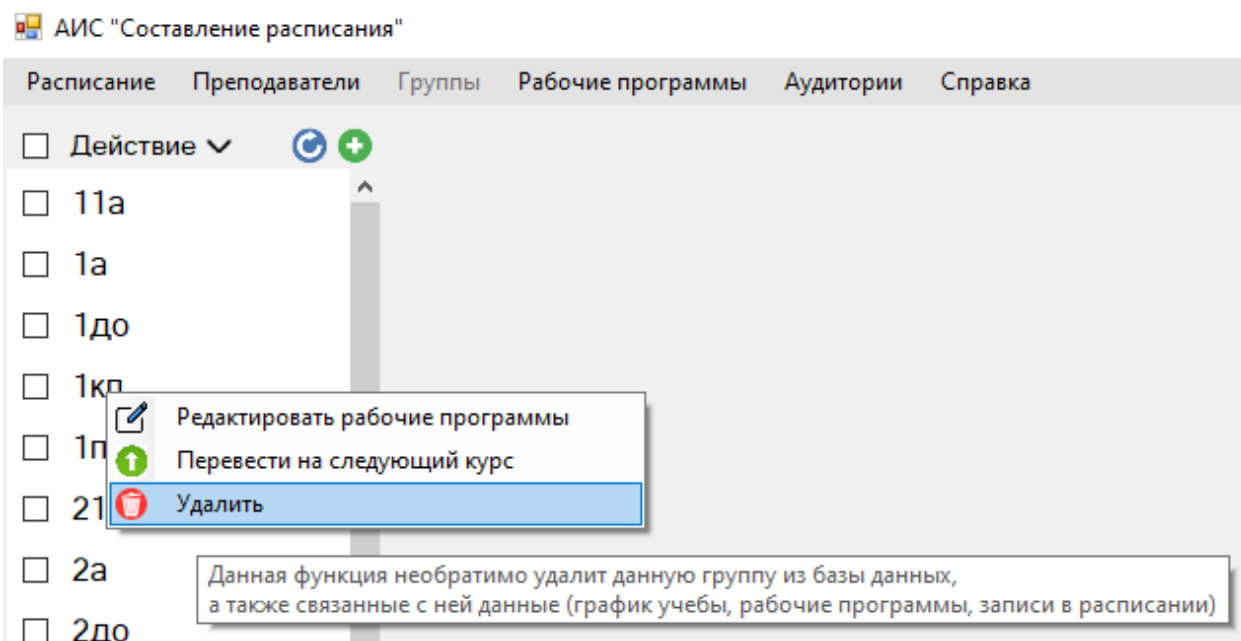 АИС "Составление расписания"
Расписание Преподаватели Группы Рабочие программы Аудитории Справка
Действие
11а
1а
1до
1кп
Редактировать рабочие программы
Перевести на следующий курс
Удалить
2а
Данная функция необратимо удалит данную группу из базы данных,
а также связанные с ней данные (график учебы, рабочие программы, записи в расписании)
2до